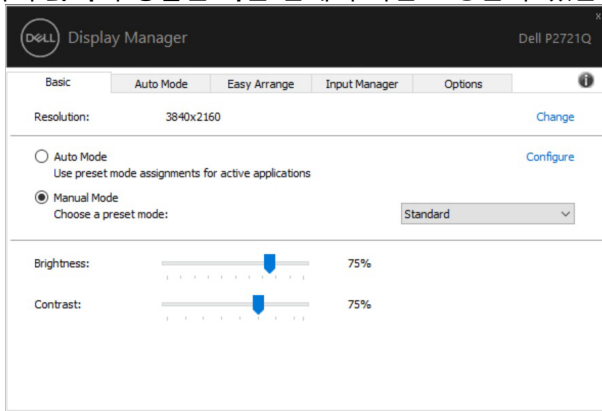 DELL Display Manager
Dell P2721Q
Basic Auto Mode Easy Arrange Input Manager Options
Resolution: 3840x2160 Change
Auto Mode Configure
Use preset mode assignments for active applications
Manual Mode
Choose a preset mode: Standard
Brightness: 75%
Contrast: 75%